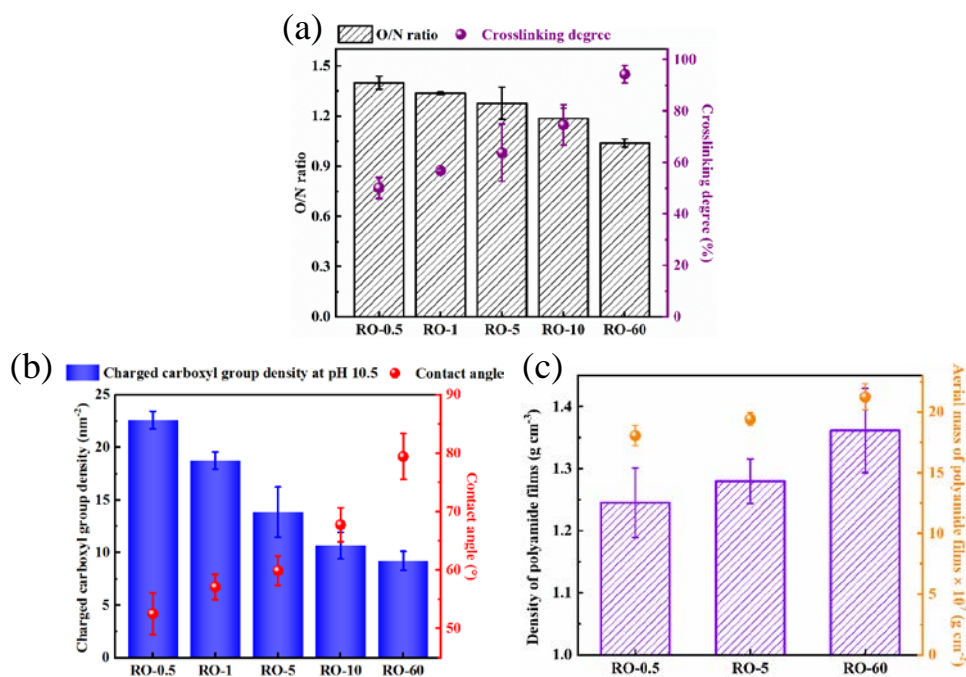 (a)
O/N ratio
Crosslinking degree
1.5
1.2
0.9
0.6
0.3
0.0
O/N ratio
100
80
60
40
20
0
Crosslinking degree (%)
RO-0.5 RO-1 RO-5 RO-10 RO-60
(b)
Charged carboxyl group density at pH 10.5
Contact angle
25
20
15
10
5
0
Charged carboxyl group density (nm⁻²)
90
80
70
60
50
Contact angle (°)
RO-0.5 RO-1 RO-5 RO-10 RO-60
(c)
1.4
1.3
1.2
1.1
1.0
Density of polyamide films (g cm⁻³)
20
15
10
5
0
Aerial mass of polyamide films × 10⁷ (g cm⁻²)
RO-0.5 RO-5 RO-60